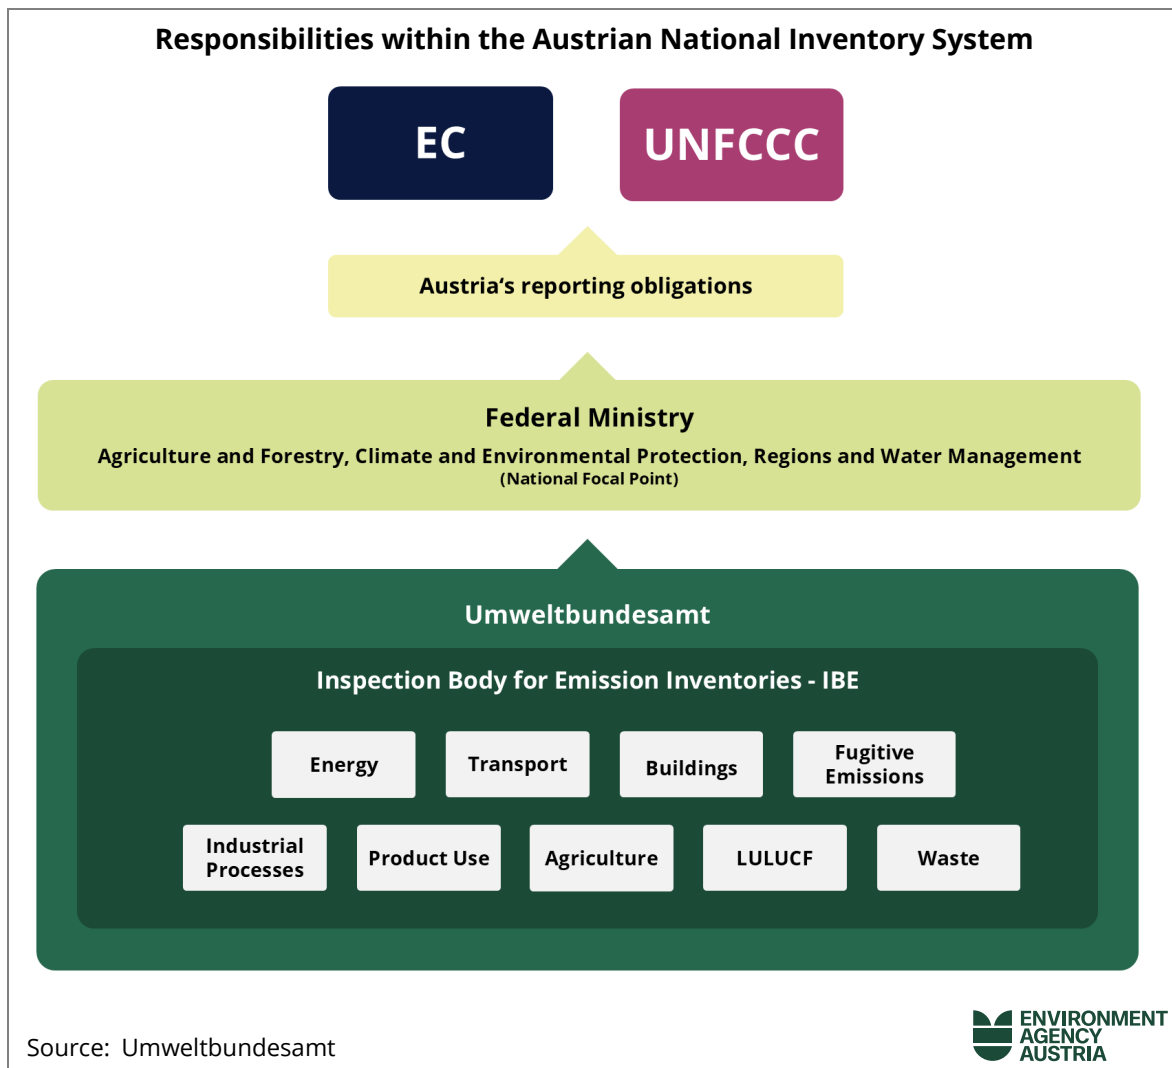 Responsibilities within the Austrian National Inventory System
EC
UNFCCC
Austria‘s reporting obligations
Federal Ministry
Agriculture and Forestry, Climate and Environmental Protection, Regions and Water Management
(National Focal Point)
Umweltbundesamt
Inspection Body for Emission Inventories - IBE
Energy
Transport
Buildings
Fugitive
Emissions
Industrial
Processes
Product Use
Agriculture
LULUCF
Waste
Source: Umweltbundesamt
ENVIRONMENT
AGENCY
AUSTRIA